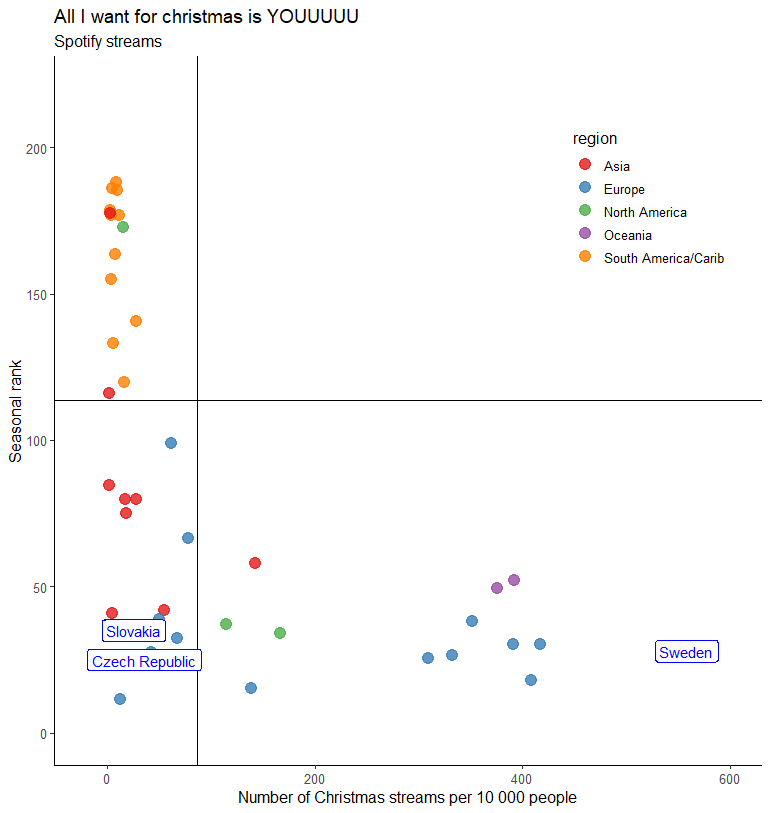 All I want for christmas is YOUUUUU
Spotify streams
region
Asia
Europe
North America
Oceania
South America/Carib
200
150
100
50
0
Seasonal rank
Slovakia
Czech Republic
Sweden
0
200
400
600
Number of Christmas streams per 10 000 people